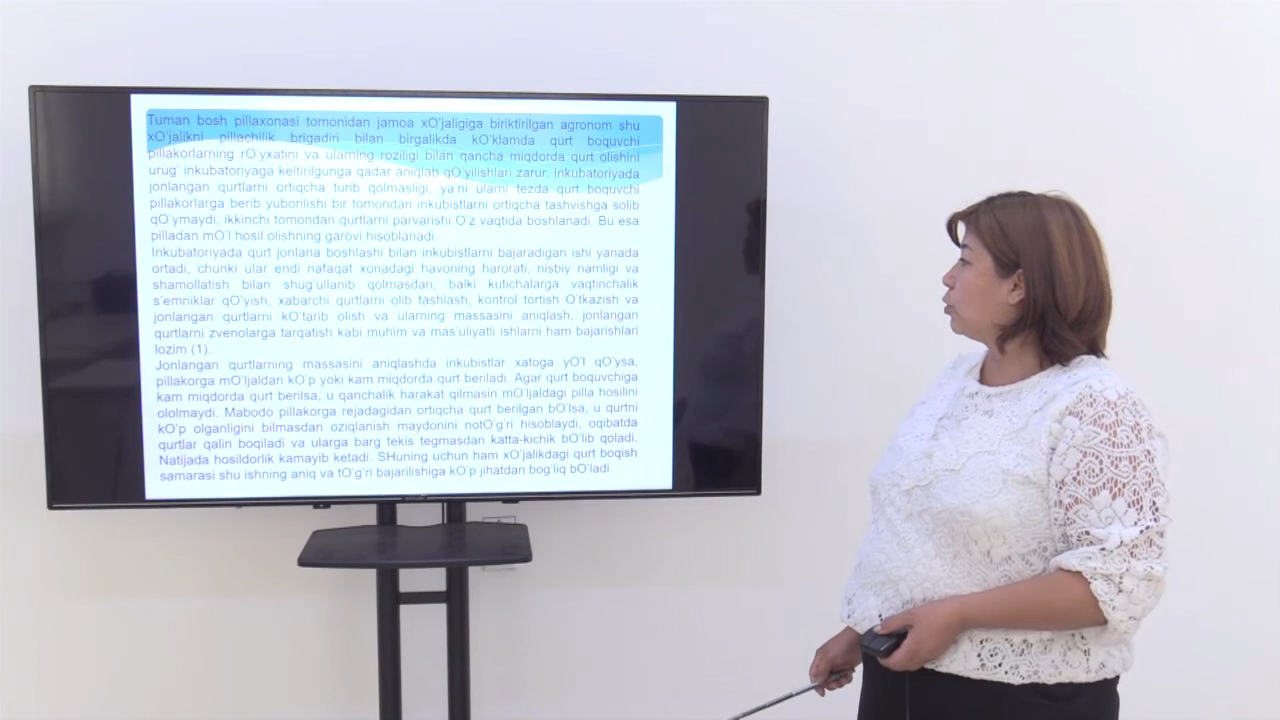 Tuman bosh pillaxonasi tomonidan jamoa xO'jaligiga biriktirilgan agronom shu
xO'jalikni pillachilik brigadiri bilan birgalikda kO'klamda qurt boquvchi
pillakorlarning rO'yxatini va ularning roziligi bilan qancha miqdorda qurt olishini
urug' inkubatoriyaga keltirilgunga qadar aniqlab qO'yilishlari zarur. Inkubatoriyada
jonlangan qurtlarni ortiqcha turib qolmasligi, ya'ni ularni tezda qurt boquvchi
pillakorlarga berib yuborilishi bir tomondan inkubistlarni ortiqcha tashvishga solib
qO'ymaydi, ikkinchi tomondan qurtlarni parvarishi O'z vaqtida boshlanadi. Bu esa
pilladan mO'l hosil olishning garovi hisoblanadi.
Inkubatoriyada qurt jonlana boshlashi bilan inkubistlarni bajaradigan ishi yanada
ortadi, chunki ular endi nafaqat xonadagi havoning harorati, nisbiy namligi va
shamollatish bilan shug'ullanib qolmasdan, balki kutichalarga vaqtinchalik
s'emniklar qO'yish, xabarchi qurtlarni olib tashlash, kontrol tortish O'tkazish va
jonlangan qurtlarni kO'tarib olish va ularning massasini aniqlash, jonlangan
qurtlarni zvenolarga tarqatish kabi muhim va mas'uliyatli ishlarni ham bajarishlari
lozim (1).
Jonlangan qurtlarning massasini aniqlashda inkubistlar xatoga yO'l qO'ysa,
pillakorga mO'ljaldan kO'p yoki kam miqdorda qurt beriladi. Agar qurt boquvchiga
kam miqdorda qurt berilsa, u qanchalik harakat qilmasin mO'ljaldagi pilla hosilini
ololmaydi. Mabodo pillakorga rejadagidan ortiqcha qurt berilgan bO'lsa, u qurtni
kO'p olganligini bilmasdan oziqlanish maydonini notO'g'ri hisoblaydi, oqibatda
qurtlar qalin boqiladi va ularga barg tekis tegmasdan katta-kichik bO'lib qoladi.
Natijada hosildorlik kamayib ketadi. SHuning uchun ham xO'jalikdagi qurt boqish
samarasi shu ishning aniq va tO'g'ri bajarilishiga kO'p jihatdan bog'liq bO'ladi.